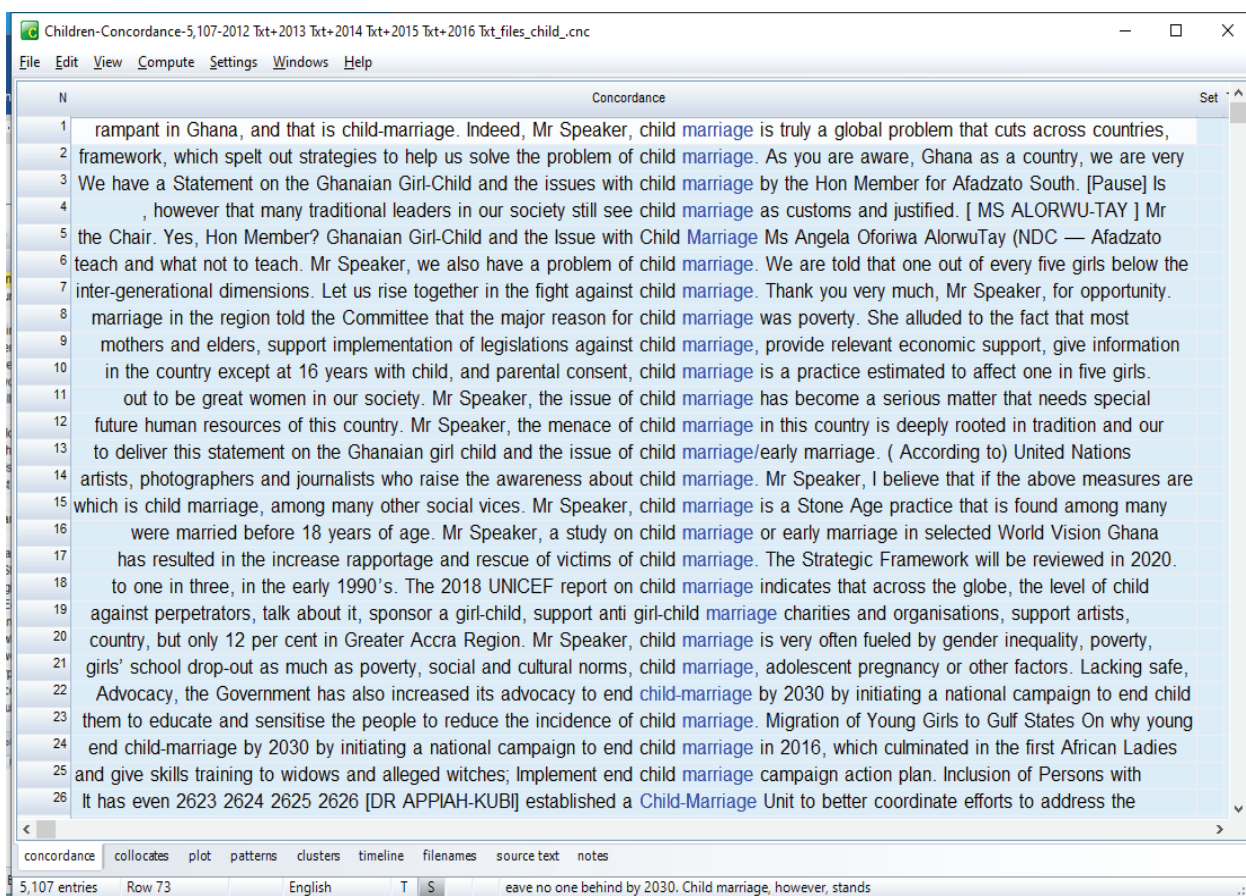 Children-Concordance-5,107-2012 Txt+2013 Txt+2014 Txt+2015 Txt+2016 Txt_files_child_.cnc
File Edit View Compute Settings Windows Help
N Concordance Set
1 rampant in Ghana, and that is child-marriage. Indeed, Mr Speaker, child marriage is truly a global problem that cuts across countries,
2 framework, which spelt out strategies to help us solve the problem of child marriage. As you are aware, Ghana as a country, we are very
3 We have a Statement on the Ghanaian Girl-Child and the issues with child marriage by the Hon Member for Afadzato South. [Pause] Is
4 , however that many traditional leaders in our society still see child marriage as customs and justified. [ MS ALORWU-TAY ] Mr
5 the Chair. Yes, Hon Member? Ghanaian Girl-Child and the Issue with Child Marriage Ms Angela Oforiwa AlorwuTay (NDC — Afadzato
6 teach and what not to teach. Mr Speaker, we also have a problem of child marriage. We are told that one out of every five girls below the
7 inter-generational dimensions. Let us rise together in the fight against child marriage. Thank you very much, Mr Speaker, for opportunity.
8 marriage in the region told the Committee that the major reason for child marriage was poverty. She alluded to the fact that most
9 mothers and elders, support implementation of legislations against child marriage, provide relevant economic support, give information
10 in the country except at 16 years with child, and parental consent, child marriage is a practice estimated to affect one in five girls.
11 out to be great women in our society. Mr Speaker, the issue of child marriage has become a serious matter that needs special
12 future human resources of this country. Mr Speaker, the menace of child marriage in this country is deeply rooted in tradition and our
13 to deliver this statement on the Ghanaian girl child and the issue of child marriage/early marriage. ( According to) United Nations
14 artists, photographers and journalists who raise the awareness about child marriage. Mr Speaker, I believe that if the above measures are
15 which is child marriage, among many other social vices. Mr Speaker, child marriage is a Stone Age practice that is found among many
16 were married before 18 years of age. Mr Speaker, a study on child marriage or early marriage in selected World Vision Ghana
17 has resulted in the increase rapportage and rescue of victims of child marriage. The Strategic Framework will be reviewed in 2020.
18 to one in three, in the early 1990's. The 2018 UNICEF report on child marriage indicates that across the globe, the level of child
19 against perpetrators, talk about it, sponsor a girl-child, support anti girl-child marriage charities and organisations, support artists,
20 country, but only 12 per cent in Greater Accra Region. Mr Speaker, child marriage is very often fueled by gender inequality, poverty,
21 girls' school drop-out as much as poverty, social and cultural norms, child marriage, adolescent pregnancy or other factors. Lacking safe,
22 Advocacy, the Government has also increased its advocacy to end child-marriage by 2030 by initiating a national campaign to end child
23 them to educate and sensitise the people to reduce the incidence of child marriage. Migration of Young Girls to Gulf States On why young
24 end child-marriage by 2030 by initiating a national campaign to end child marriage in 2016, which culminated in the first African Ladies
25 and give skills training to widows and alleged witches; Implement end child marriage campaign action plan. Inclusion of Persons with
26 It has even 2623 2624 2625 2626 [DR APPIAH-KUBI] established a Child-Marriage Unit to better coordinate efforts to address the
concordance collocates plot patterns clusters timeline filenames source text notes
5,107 entries Row 73 English T S eave no one behind by 2030. Child marriage, however, stands